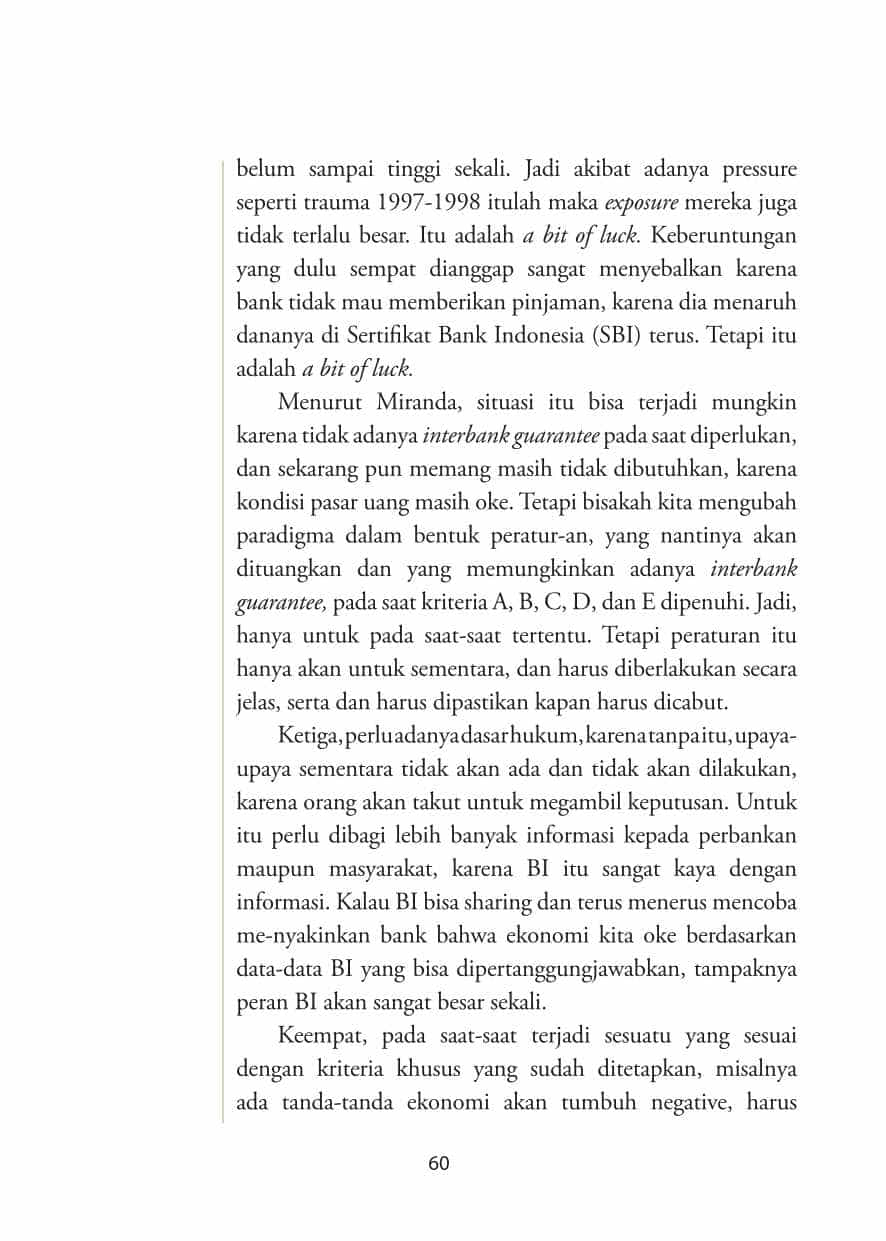 belum sampai tinggi sekali. Jadi akibat adanya pressure
seperti trauma 1997-1998 itulah maka exposure mereka juga
tidak terlalu besar. Itu adalah a bit of luck. Keberuntungan
yang dulu sempat dianggap sangat menyebalkan karena
bank tidak mau memberikan pinjaman, karena dia menaruh
dananya di Sertifikat Bank Indonesia (SBI) terus. Tetapi itu
adalah a bit of luck.
Menurut Miranda, situasi itu bisa terjadi mungkin
karena tidak adanya interbank guarantee pada saat diperlukan,
dan sekarang pun memang masih tidak dibutuhkan, karena
kondisi pasar uang masih oke. Tetapi bisakah kita mengubah
paradigma dalam bentuk peratur-an, yang nantinya akan
dituangkan dan yang memungkinkan adanya interbank
guarantee, pada saat kriteria A, B, C, D, dan E dipenuhi. Jadi,
hanya untuk pada saat-saat tertentu. Tetapi peraturan itu
hanya akan untuk sementara, dan harus diberlakukan secara
jelas, serta dan harus dipastikan kapan harus dicabut.
Ketiga, perlu adanya dasar hukum, karena tanpa itu, upaya-
upaya sementara tidak akan ada dan tidak akan dilakukan,
karena orang akan takut untuk megambil keputusan. Untuk
itu perlu dibagi lebih banyak informasi kepada perbankan
maupun masyarakat, karena BI itu sangat kaya dengan
informasi. Kalau BI bisa sharing dan terus menerus mencoba
me-nyakinkan bank bahwa ekonomi kita oke berdasarkan
data-data BI yang bisa dipertanggungjawabkan, tampaknya
peran BI akan sangat besar sekali.
Keempat, pada saat-saat terjadi sesuatu yang sesuai
dengan kriteria khusus yang sudah ditetapkan, misalnya
ada tanda-tanda ekonomi akan tumbuh negative, harus
60